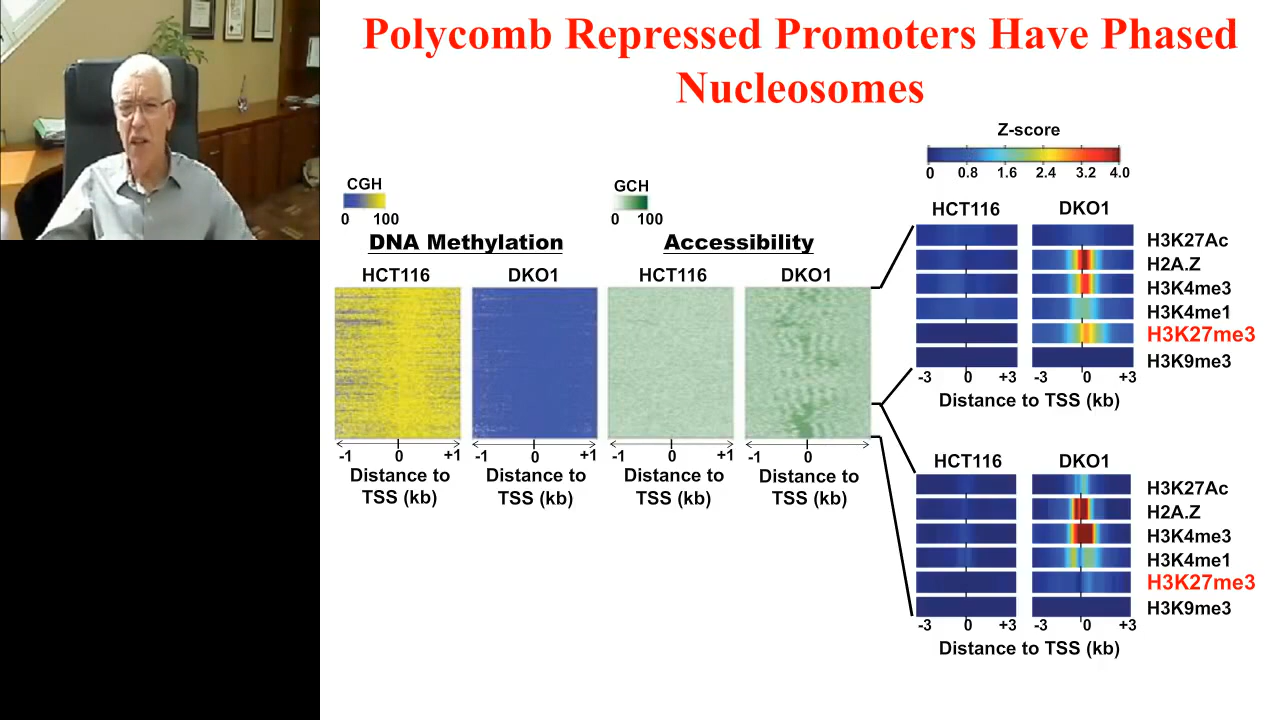 Polycomb Repressed Promoters Have Phased
Nucleosomes
Z-score
0 0.8 1.6 2.4 3.2 4.0
CGH
0 100
GCH
0 100
DNA Methylation
Accessibility
HCT116 DKO1 HCT116 DKO1
-1 0 +1 -1 0 +1 -1 0 +1 -1 0
Distance to Distance to Distance to Distance to
TSS (kb) TSS (kb) TSS (kb) TSS (kb)
HCT116 DKO1
H3K27Ac
H2A.Z
H3K4me3
H3K4me1
H3K27me3
H3K9me3
-3 0 +3 -3 0 +3
Distance to TSS (kb)
HCT116 DKO1
H3K27Ac
H2A.Z
H3K4me3
H3K4me1
H3K27me3
H3K9me3
-3 0 +3 -3 0 +3
Distance to TSS (kb)